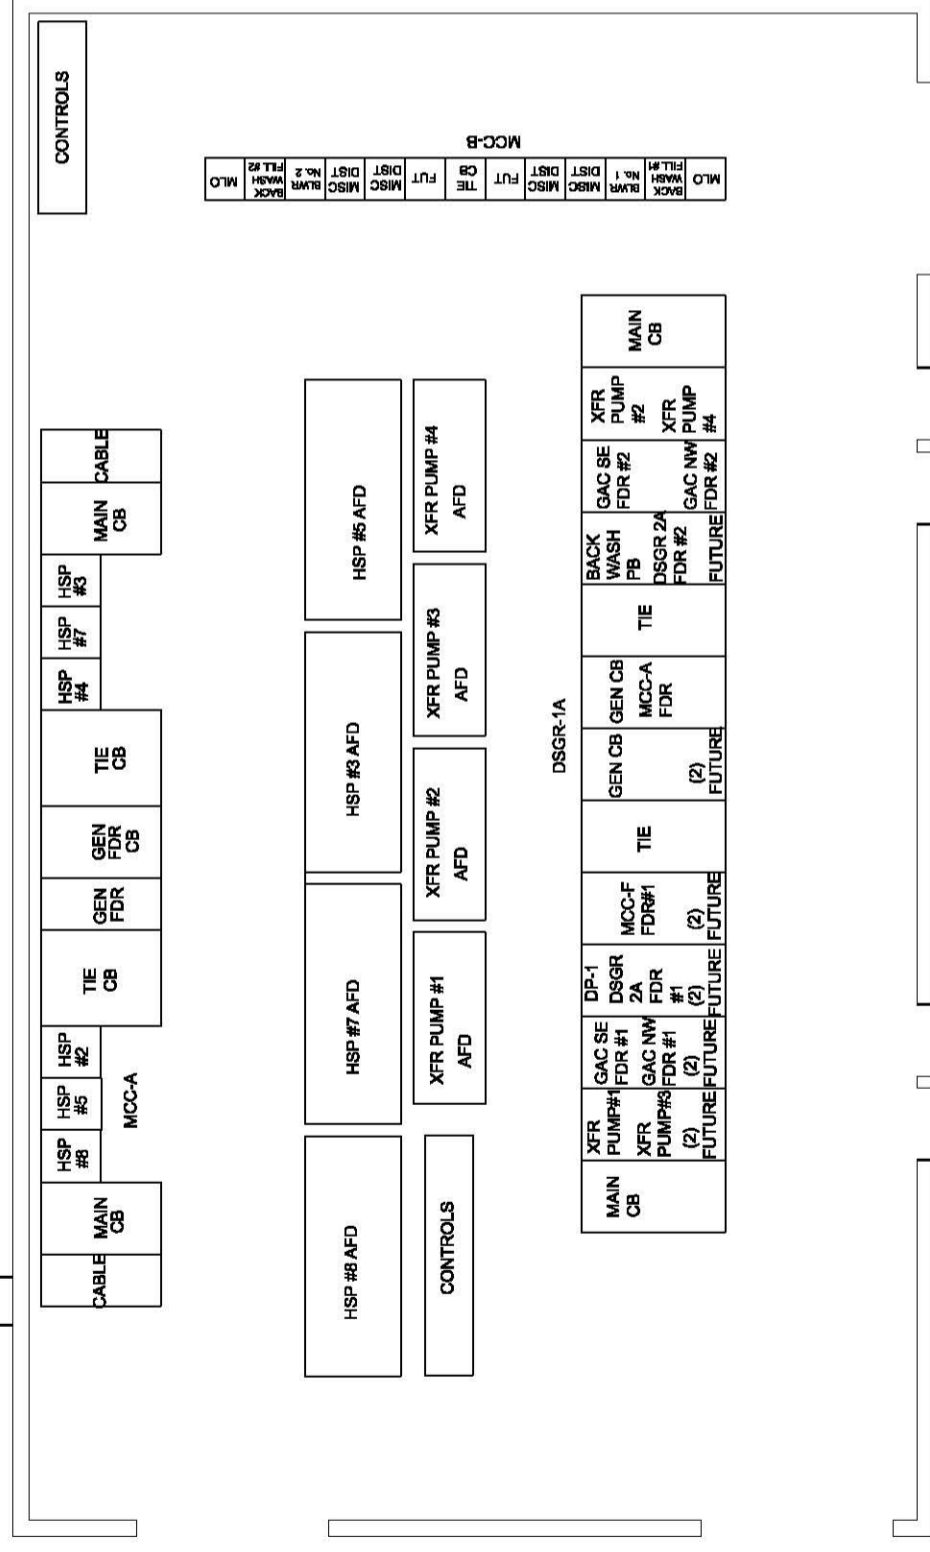 CONTROLS
MCC-B
MLO
BACK
WASH
FILL #2
BLWR
No. 2
MISC
DIST
MISC
DIST
FUT
TIE
CB
FUT
MISC
DIST
MISC
DIST
BLWR
No. 1
BACK
WASH
FILL #1
MLO
CABLE
MAIN
CB
HSP
#8
HSP
#5
HSP
#2
TIE
CB
GEN
FDR
GEN
FDR
CB
TIE
CB
HSP
#4
HSP
#7
HSP
#3
MAIN
CB
CABLE
MCC-A
HSP #8 AFD
HSP #7 AFD
HSP #3 AFD
HSP #5 AFD
CONTROLS
XFR PUMP #1
AFD
XFR PUMP #2
AFD
XFR PUMP #3
AFD
XFR PUMP #4
AFD
DSGR-1A
MAIN
CB
XFR
PUMP#1
XFR
PUMP#3
(2)
FUTURE
GAC SE
FDR #1
GAC NW
FDR #1
(2)
FUTURE
DP-1
DSGR
2A
FDR
#1
(2)
FUTURE
MCC-F
FDR#1
(2)
FUTURE
TIE
GEN CB
(2)
FUTURE
GEN CB
MCC-A
FDR
TIE
BACK
WASH
PB
DSGR 2A
FDR #2
FUTURE
GAC SE
FDR #2
GAC NW
FDR #2
XFR
PUMP
#2
XFR
PUMP
#4
MAIN
CB